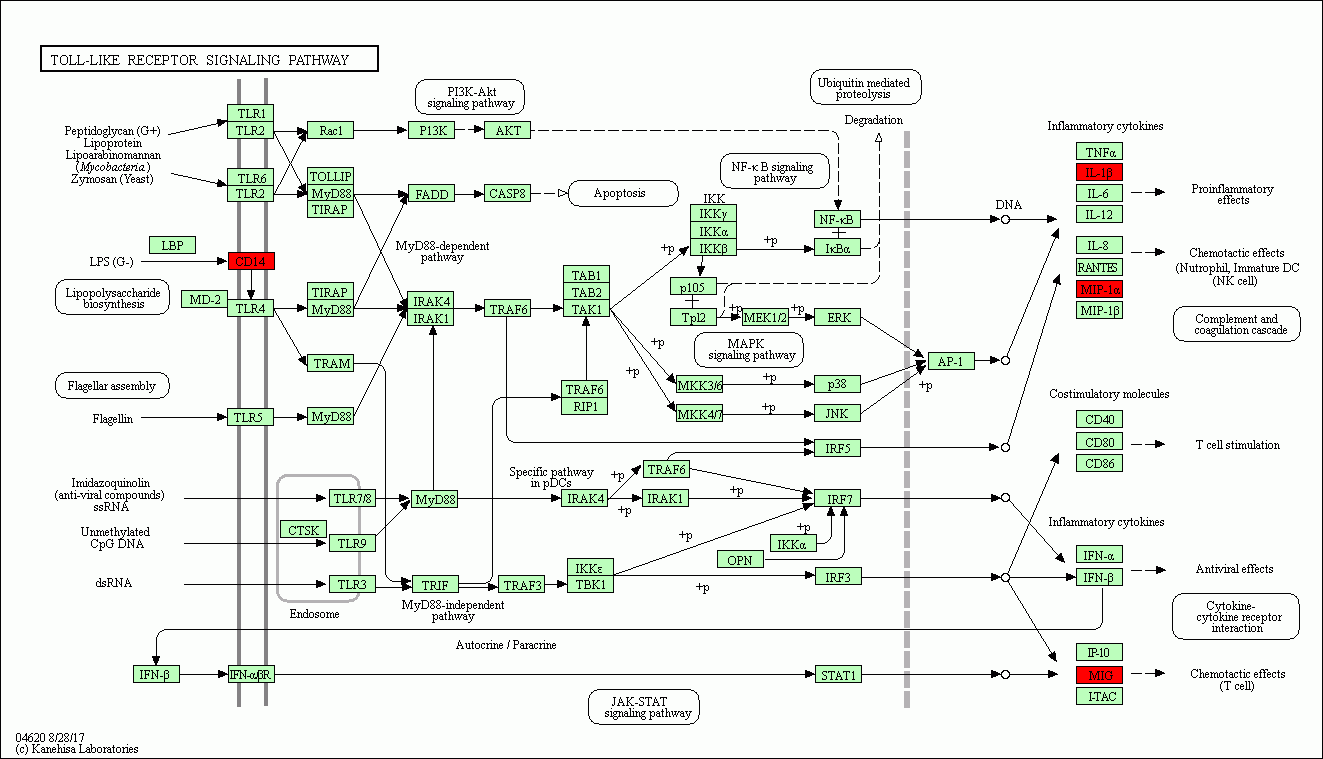 TOLL-LIKE RECEPTOR SIGNALING PATHWAY
PI3K-Akt
signaling pathway
Ubiquitin mediated
proteolysis
Degradation
Inflammatory cytokines
Peptidoglycan (G+)
Lipoprotein
Lipoarabinomannan
(Mycobacteria)
Zymosan (Yeast)
TLR1
TLR2
Rac1
P13K
AKT
TLR6
TLR2
TOLLIP
MyD88
TIRAP
FADD
CASP8
Apoptosis
NF-κ B signaling
pathway
TNFα
IL-1β
IL-6
IL-12
Proinflammatory
effects
IKK
IKKγ
IKKα
IKKβ
+p
+p
NF-κB
+
IκBα
DNA
LBP
LPS (G-)
CD14
MyD88-dependent
pathway
IL-8
RANTES
MIP-1α
MIP-1β
Chemotactic effects
(Nutrophil, Immature DC
(NK cell)
Lipopolysaccharide
biosynthesis
MD-2
TLR4
TIRAP
MyD88
IRAK4
IRAK1
TRAF6
TAB1
TAB2
TAK1
p105
+
Tpl2
+p
MEK1/2
+p
ERK
Complement and
coagulation cascade
MAPK
signaling pathway
+p
+p
TRAM
AP-1
+p
Flagellar assembly
Flagellin
TLR5
MyD88
TRAF6
RIP1
MKK3/6
+p
p38
MKK4/7
+p
JNK
Costimulatory molecules
CD40
CD80
CD86
T cell stimulation
IRF5
Specific pathway
in pDCs
TRAF6
+p
+p
IRAK4
IRAK1
+p
IRF7
Imidazoquinolin
(anti-viral compounds)
ssRNA
TLR7/8
MyD88
Unmethylated
CpG DNA
CTSK
TLR9
+p
+p
IKKα
OPN
Inflammatory cytokines
IFN-α
IFN-β
Antiviral effects
dsRNA
TLR3
TRIF
TRAF3
IKKε
TBK1
+p
IRF3
Endosome
MyD88-independent
pathway
Cytokine-
cytokine receptor
interaction
Autocrine / Paracrine
IFN-β
IFN-α/βR
STAT1
IP-10
MIG
I-TAC
Chemotactic effects
(T cell)
JAK-STAT
signaling pathway
04620 8/28/17
(c) Kanehisa Laboratories